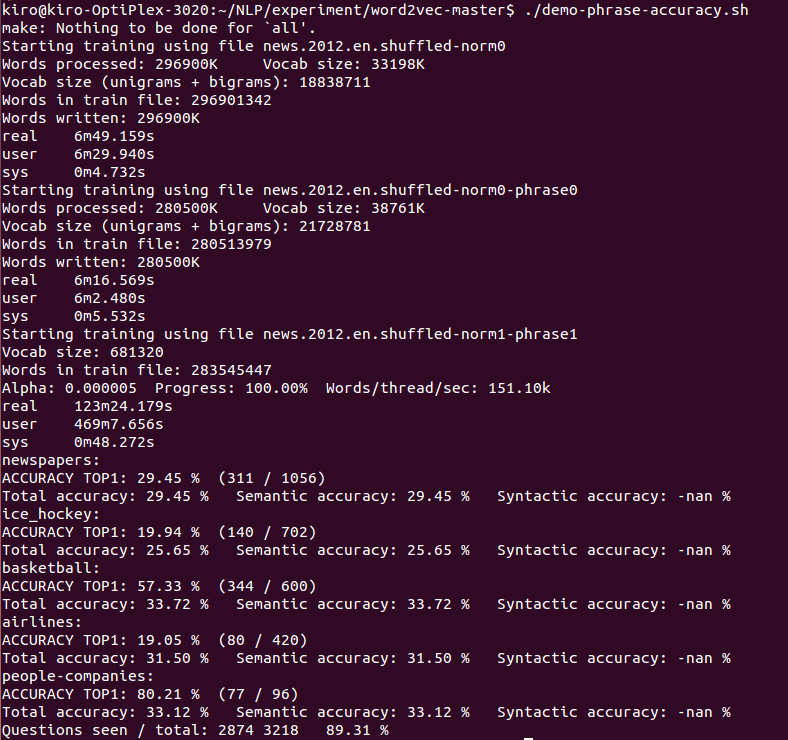 kiro@kiro-OptiPlex-3020:~/NLP/experiment/word2vec-master$ ./demo-phrase-accuracy.sh
make: Nothing to be done for `all'.
Starting training using file news.2012.en.shuffled-norm0
Words processed: 296900K     Vocab size: 33198K
Vocab size (unigrams + bigrams): 18838711
Words in train file: 296901342
Words written: 296900K
real    6m49.159s
user    6m29.940s
sys     0m4.732s
Starting training using file news.2012.en.shuffled-norm0-phrase0
Words processed: 280500K     Vocab size: 38761K
Vocab size (unigrams + bigrams): 21728781
Words in train file: 280513979
Words written: 280500K
real    6m16.569s
user    6m2.480s
sys     0m5.532s
Starting training using file news.2012.en.shuffled-norm1-phrase1
Vocab size: 681320
Words in train file: 283545447
Alpha: 0.000005  Progress: 100.00%  Words/thread/sec: 151.10k
real    123m24.179s
user    469m7.656s
sys     0m48.272s
newspapers:
ACCURACY TOP1: 29.45 %  (311 / 1056)
Total accuracy: 29.45 %   Semantic accuracy: 29.45 %   Syntactic accuracy: -nan %
ice_hockey:
ACCURACY TOP1: 19.94 %  (140 / 702)
Total accuracy: 25.65 %   Semantic accuracy: 25.65 %   Syntactic accuracy: -nan %
basketball:
ACCURACY TOP1: 57.33 %  (344 / 600)
Total accuracy: 33.72 %   Semantic accuracy: 33.72 %   Syntactic accuracy: -nan %
airlines:
ACCURACY TOP1: 19.05 %  (80 / 420)
Total accuracy: 31.50 %   Semantic accuracy: 31.50 %   Syntactic accuracy: -nan %
people-companies:
ACCURACY TOP1: 80.21 %  (77 / 96)
Total accuracy: 33.12 %   Semantic accuracy: 33.12 %   Syntactic accuracy: -nan %
Questions seen / total: 2874 3218   89.31 %